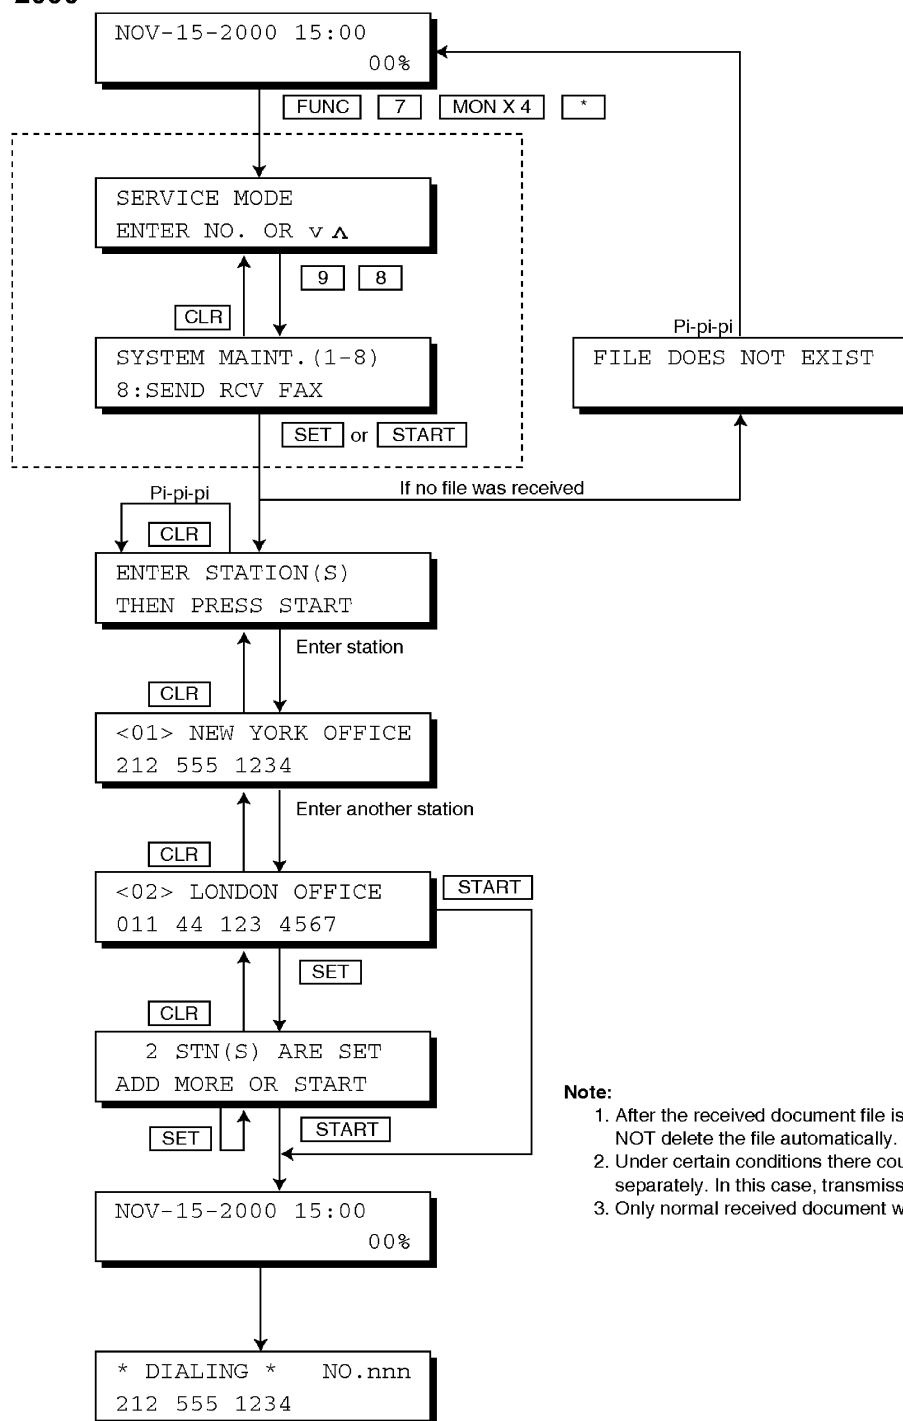 NOV-15-2000 15:00
00%
FUNC 7 MON X 4 *
SERVICE MODE
ENTER NO. OR ∨ ∧
9 8
CLR
SYSTEM MAINT.(1-8)
8:SEND RCV FAX
SET or START
Pi-pi-pi
FILE DOES NOT EXIST
If no file was received
Pi-pi-pi
CLR
ENTER STATION(S)
THEN PRESS START
Enter station
CLR
<01> NEW YORK OFFICE
212 555 1234
Enter another station
CLR
<02> LONDON OFFICE
011 44 123 4567
START
SET
CLR
2 STN(S) ARE SET
ADD MORE OR START
SET
START
Note:
1. After the received document file is
NOT delete the file automatically.
2. Under certain conditions there cou
separately. In this case, transmiss
3. Only normal received document w
NOV-15-2000 15:00
00%
* DIALING * NO.nnn
212 555 1234